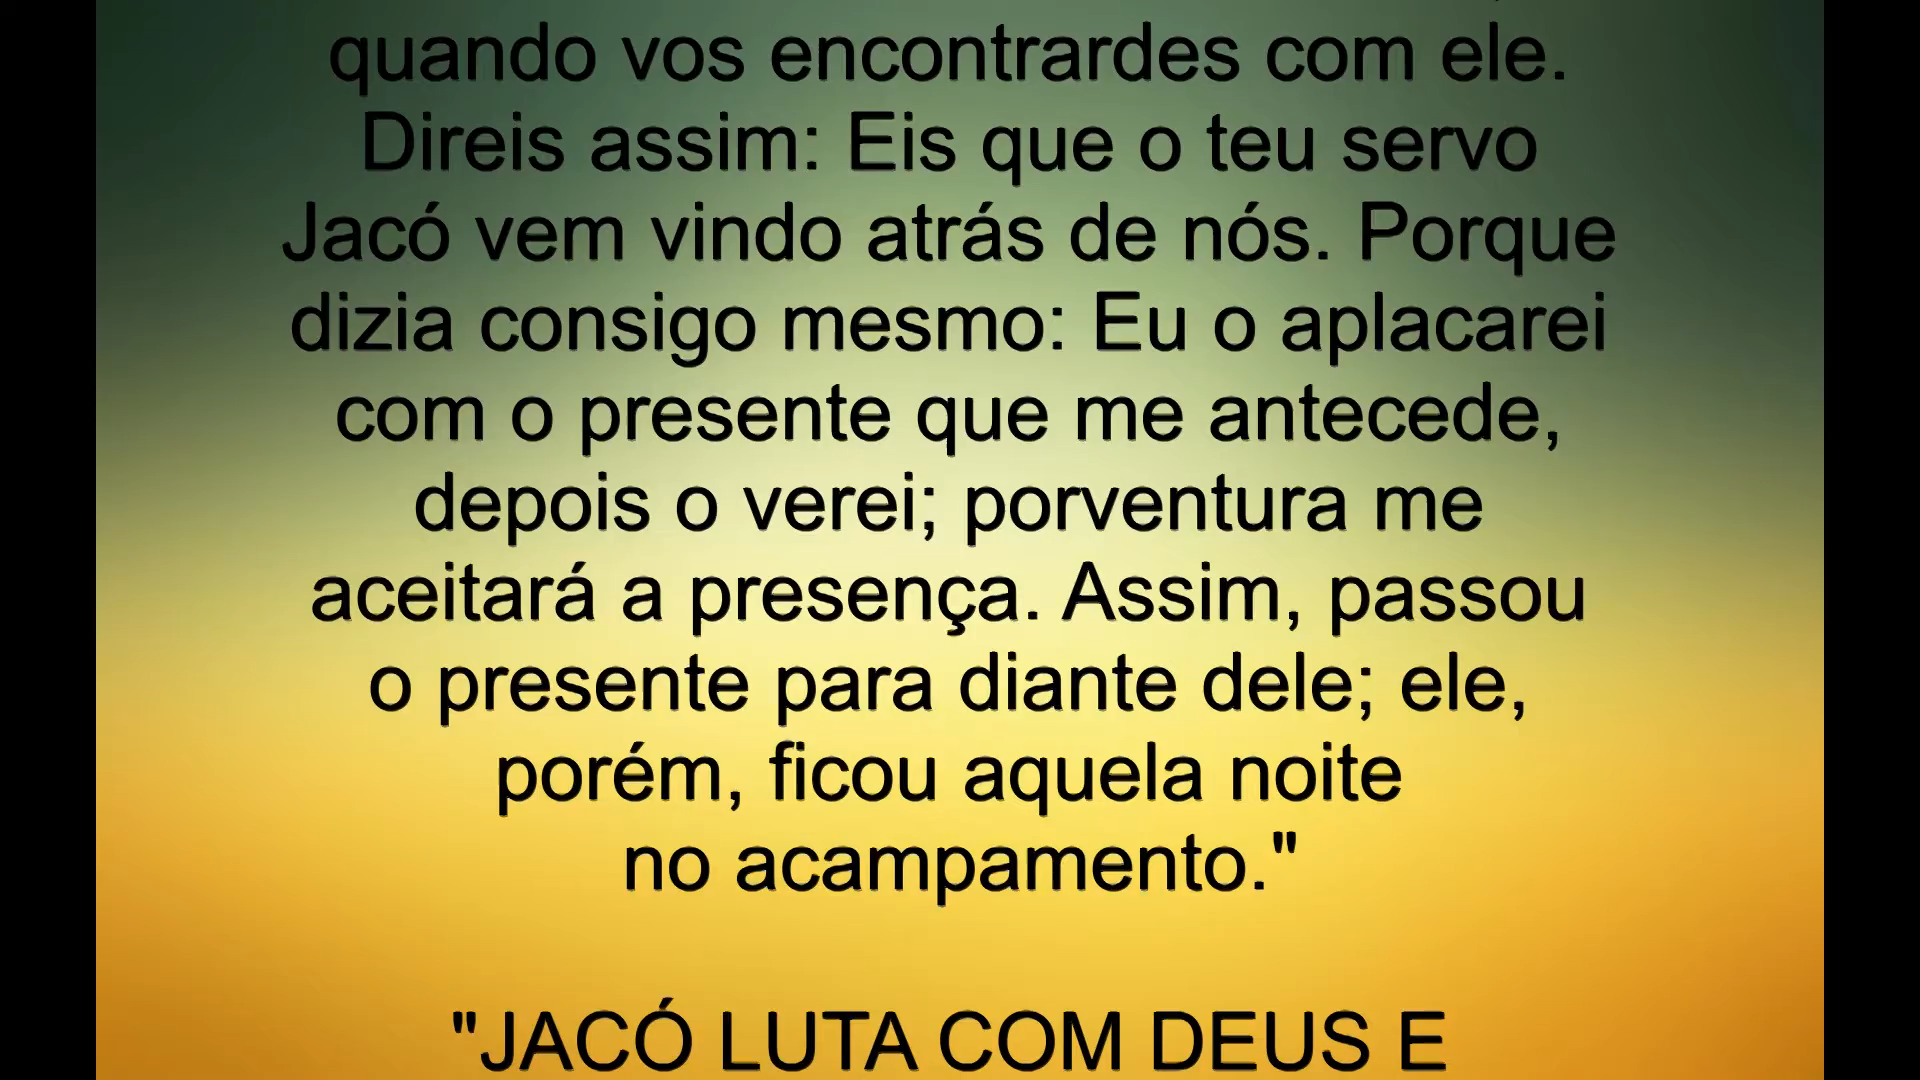 quando vos encontrardes com ele.
Direis assim: Eis que o teu servo
Jacó vem vindo atrás de nós. Porque
dizia consigo mesmo: Eu o aplacarei
com o presente que me antecede,
depois o verei; porventura me
aceitará a presença. Assim, passou
o presente para diante dele; ele,
porém, ficou aquela noite
no acampamento."
"JACÓ LUTA COM DEUS E